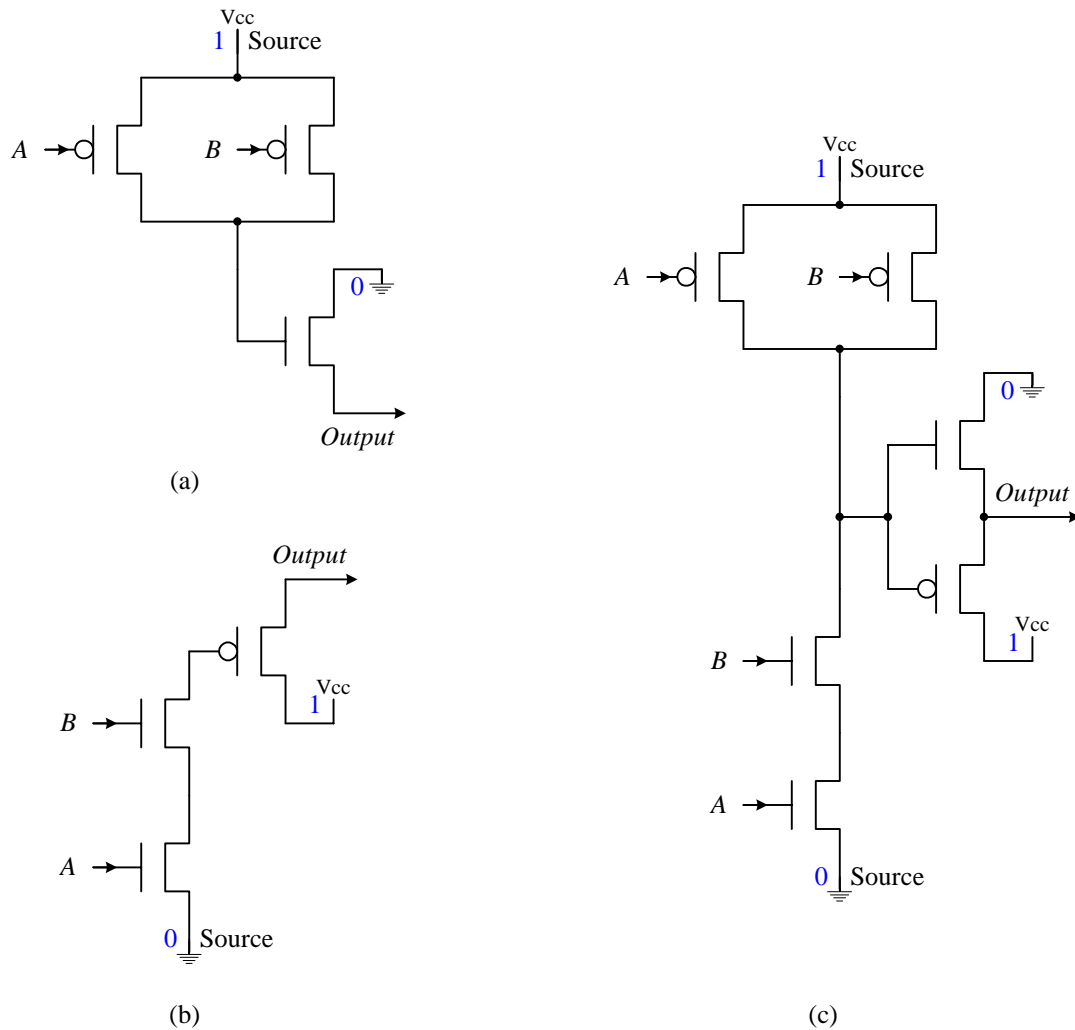 Vcc
1 Source
A
B
0
Output
(a)
Output
B
1 Vcc
A
0 Source
(b)
Vcc
1 Source
A
B
0
Output
1 Vcc
B
A
0 Source
(c)